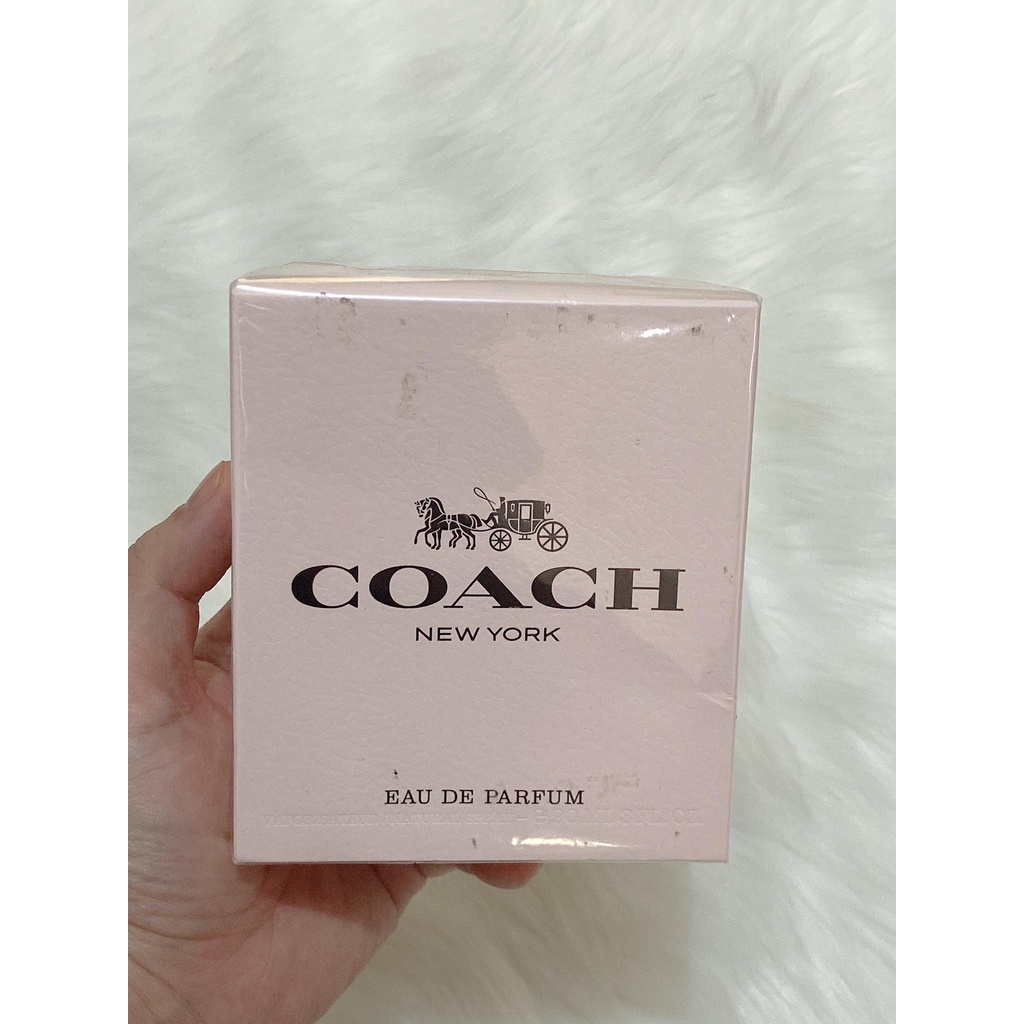 COACH
NEW YORK
EAU DE PARFUM